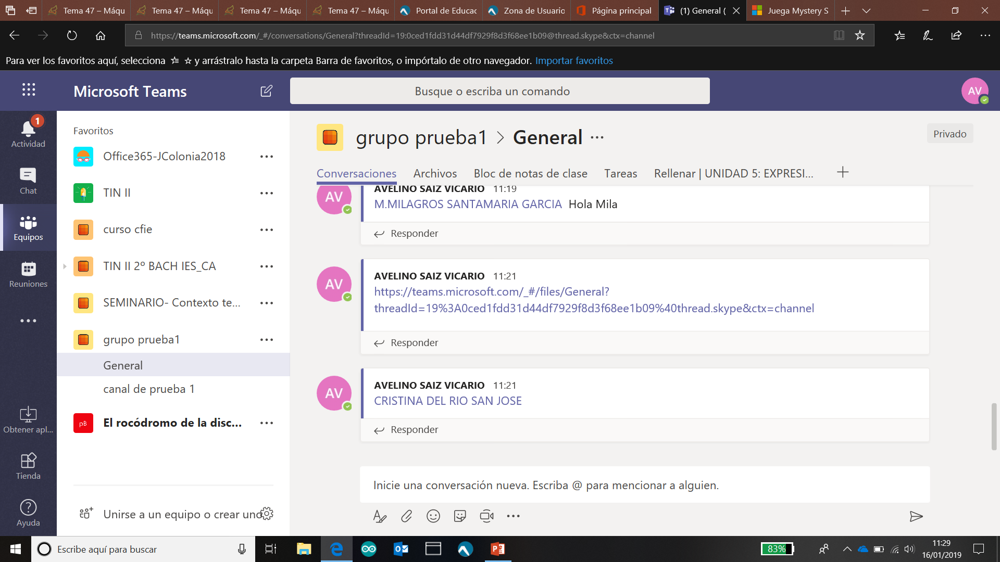 Tema 47 – Máqu
Tema 47 – Máqu
Tema 47 – Máqu
Tema 47 – Máqu
Portal de Educac
Zona de Usuario
Página principal
(1) General (
Juega Mystery S
https://teams.microsoft.com/_#/conversations/General?threadId=19:0ced1fdd31d44df7929f8d3f68ee1b09@thread.skype&ctx=channel
Para ver los favoritos aquí, selecciona y arrástralo hasta la carpeta Barra de favoritos, o impórtalo de otro navegador. Importar favoritos
Microsoft Teams
Busque o escriba un comando
AV
1
Actividad
Chat
Equipos
Reuniones
Obtener apl...
Tienda
Ayuda
Favoritos
Office365-JColonia2018
TIN II
curso cfie
TIN II 2º BACH IES_CA
SEMINARIO- Contexto te...
grupo prueba1
General
canal de prueba 1
pB
El rocódromo de la disc...
Unirse a un equipo o crear uno
grupo prueba1 > General ···
Privado
Conversaciones
Archivos
Bloc de notas de clase
Tareas
Rellenar | UNIDAD 5: EXPRESI...
AV
AVELINO SAIZ VICARIO 11:19
M.MILAGROS SANTAMARIA GARCIA Hola Mila
Responder
AV
AVELINO SAIZ VICARIO 11:21
https://teams.microsoft.com/_#/files/General?
threadId=19%3A0ced1fdd31d44df7929f8d3f68ee1b09%40thread.skype&ctx=channel
Responder
AV
AVELINO SAIZ VICARIO 11:21
CRISTINA DEL RIO SAN JOSE
Responder
Inicie una conversación nueva. Escriba @ para mencionar a alguien.
Escribe aquí para buscar
83%
11:29
16/01/2019